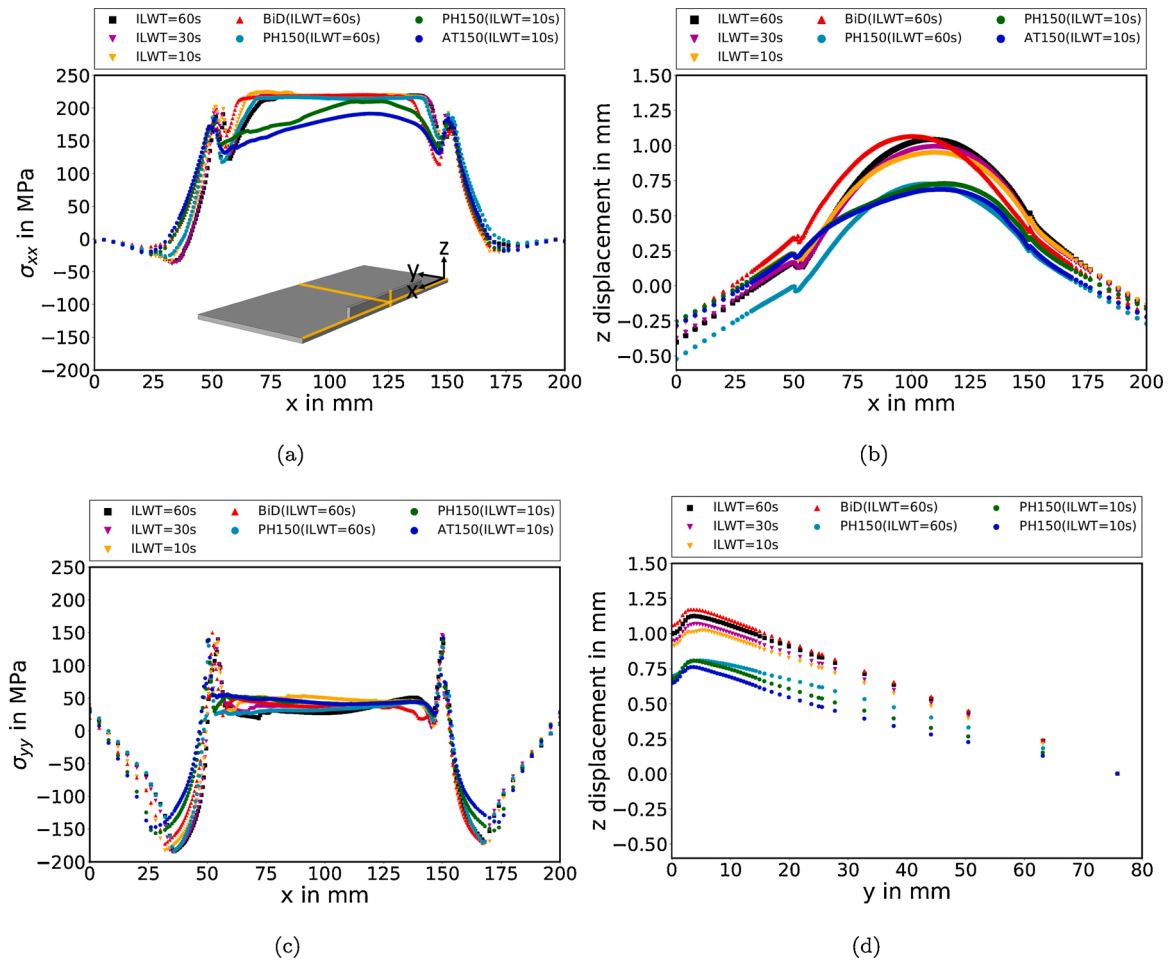 ILWT=60s BiD(ILWT=60s) PH150(ILWT=10s)
ILWT=30s PH150(ILWT=60s) AT150(ILWT=10s)
ILWT=10s
250
200
150
100
50
0
−50
−100
−150
−200
σxx in MPa
z
y
x
0 25 50 75 100 125 150 175 200
x in mm
(a)
ILWT=60s BiD(ILWT=60s) PH150(ILWT=10s)
ILWT=30s PH150(ILWT=60s) AT150(ILWT=10s)
ILWT=10s
1.50
1.25
1.00
0.75
0.50
0.25
0.00
−0.25
−0.50
z displacement in mm
0 25 50 75 100 125 150 175 200
x in mm
(b)
ILWT=60s BiD(ILWT=60s) PH150(ILWT=10s)
ILWT=30s PH150(ILWT=60s) AT150(ILWT=10s)
ILWT=10s
250
200
150
100
50
0
−50
−100
−150
−200
σyy in MPa
0 25 50 75 100 125 150 175 200
x in mm
(c)
ILWT=60s BiD(ILWT=60s) PH150(ILWT=10s)
ILWT=30s PH150(ILWT=60s) PH150(ILWT=10s)
ILWT=10s
1.50
1.25
1.00
0.75
0.50
0.25
0.00
−0.25
−0.50
z displacement in mm
0 10 20 30 40 50 60 70 80
y in mm
(d)